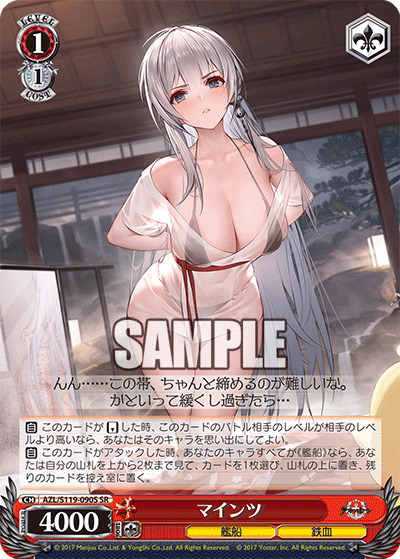 LEVEL
1
1
COST
SAMPLE
んん……この帯、ちゃんと締めるのが難しいな。
かといって緩くし過ぎたら…
自 このカードが した時、このカードのバトル相手のレベルが相手のレベ
ルより高いなら、あなたはそのキャラを思い出にしてよい。
自 このカードがアタックした時、あなたのキャラすべてが《艦船》なら、あな
たは自分の山札を上から2枚まで見て、カードを1枚選び、山札の上に置き、残
りのカードを控え室に置く。
CH AZL/S119-090S SR
4000
マインツ
艦船 鉄血
© 2017 Manjuu Co.,Ltd. & YongShi Co.,Ltd. All Rights Reserved. © 2017 Yostar, Inc. All Rights Reserved.